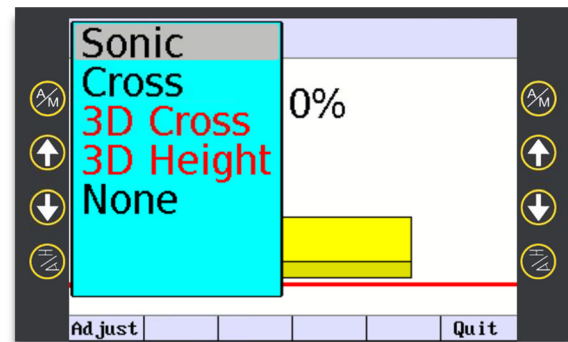 Sonic
Cross
0%
3D Cross
3D Height
None
A/M
A/M
Adjust
Quit